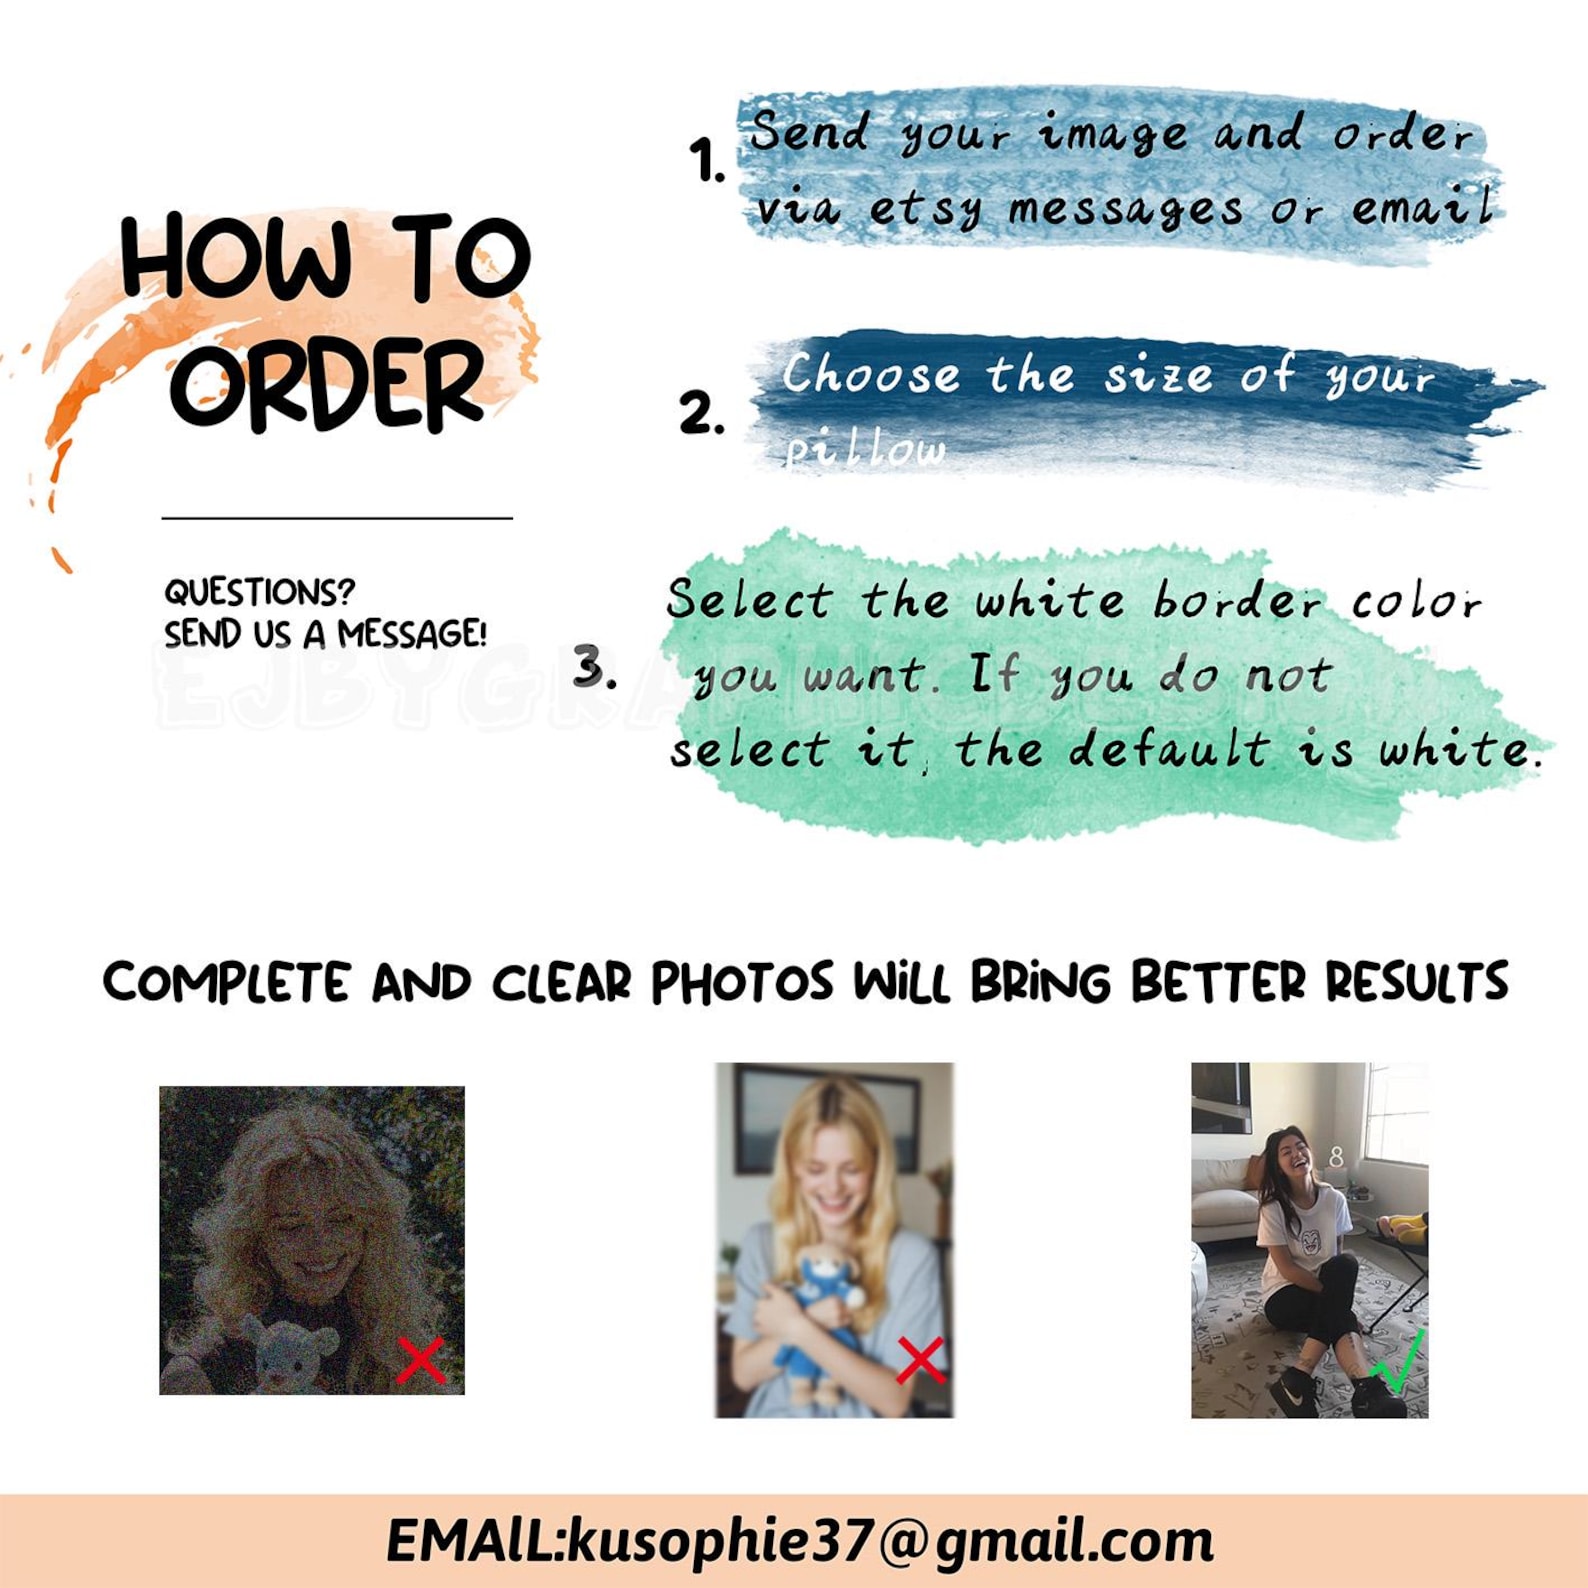 HOW TO
ORDER
QUESTIONS?
SEND US A MESSAGE!
1.
Send your image and order
via etsy messages or email
2.
Choose the size of your
pillow
3.
Select the white border color
you want. If you do not
select it, the default is white.
EJBYGRAPHICDESIGN
COMPLETE AND CLEAR PHOTOS WILL BRING BETTER RESULTS
8
EMAIL:kusophie37@gmail.com